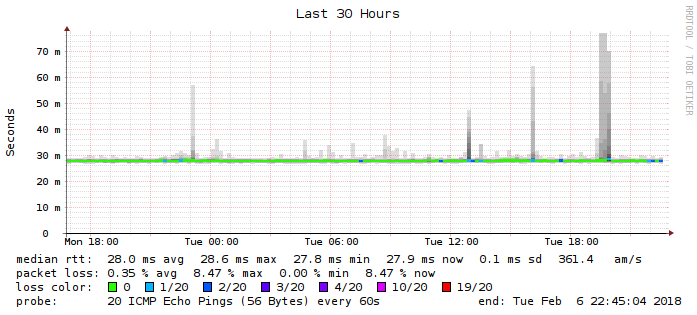 Last 30 Hours
RRDTOOL / TOBI OETIKER
Seconds
70 m
60 m
50 m
40 m
30 m
20 m
10 m
0
Mon 18:00 Tue 00:00 Tue 06:00 Tue 12:00 Tue 18:00
median rtt: 28.0 ms avg 28.6 ms max 27.8 ms min 27.9 ms now 0.1 ms sd 361.4 am/s
packet loss: 0.35 % avg 8.47 % max 0.00 % min 8.47 % now
loss color: 0 1/20 2/20 3/20 4/20 10/20 19/20
probe: 20 ICMP Echo Pings (56 Bytes) every 60s end: Tue Feb 6 22:45:04 2018